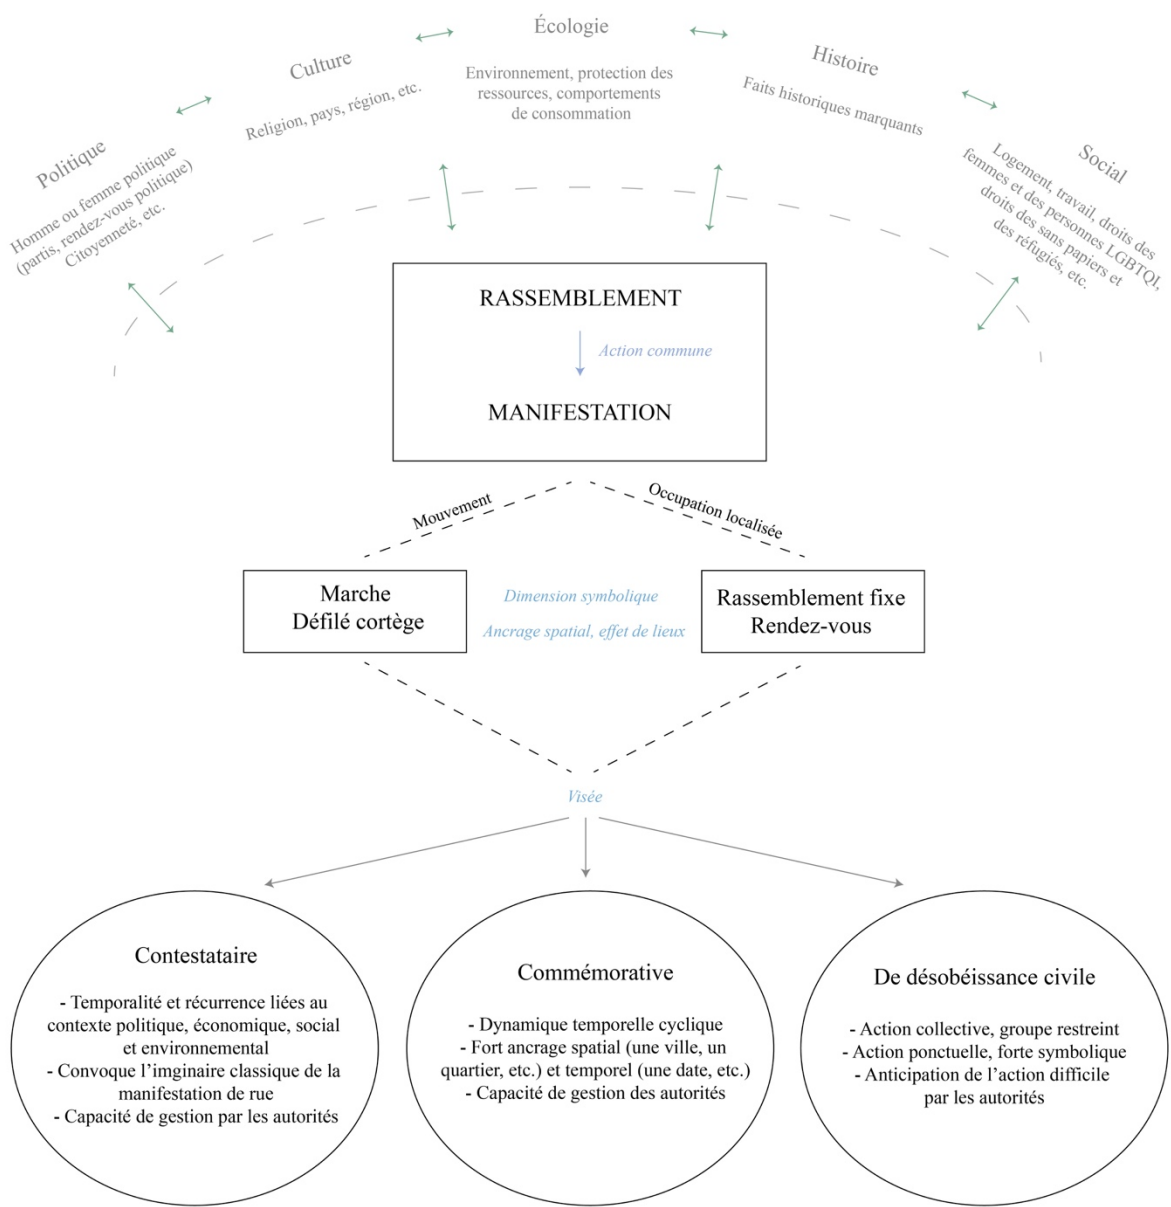 Écologie
Environnement, protection des
ressources, comportements
de consommation
Culture
Religion, pays, région, etc.
Histoire
Faits historiques marquants
Politique
Homme ou femme politique
(partis, rendez-vous politique)
Citoyenneté, etc.
Social
Logement, travail, droits des
femmes et des personnes LGBTQI,
droits des sans papiers et
des réfugiés, etc.
RASSEMBLEMENT
Action commune
MANIFESTATION
Mouvement
Occupation localisée
Marche
Défilé cortège
Dimension symbolique
Ancrage spatial, effet de lieux
Rassemblement fixe
Rendez-vous
Visée
Contestataire
- Temporalité et récurrence liées au
contexte politique, économique, social
et environnemental
- Convoque l’imginaire classique de la
manifestation de rue
- Capacité de gestion par les autorités
Commémorative
- Dynamique temporelle cyclique
- Fort ancrage spatial (une ville, un
quartier, etc.) et temporel (une date, etc.)
- Capacité de gestion des autorités
De désobéissance civile
- Action collective, groupe restreint
- Action ponctuelle, forte symbolique
- Anticipation de l’action difficile
par les autorités